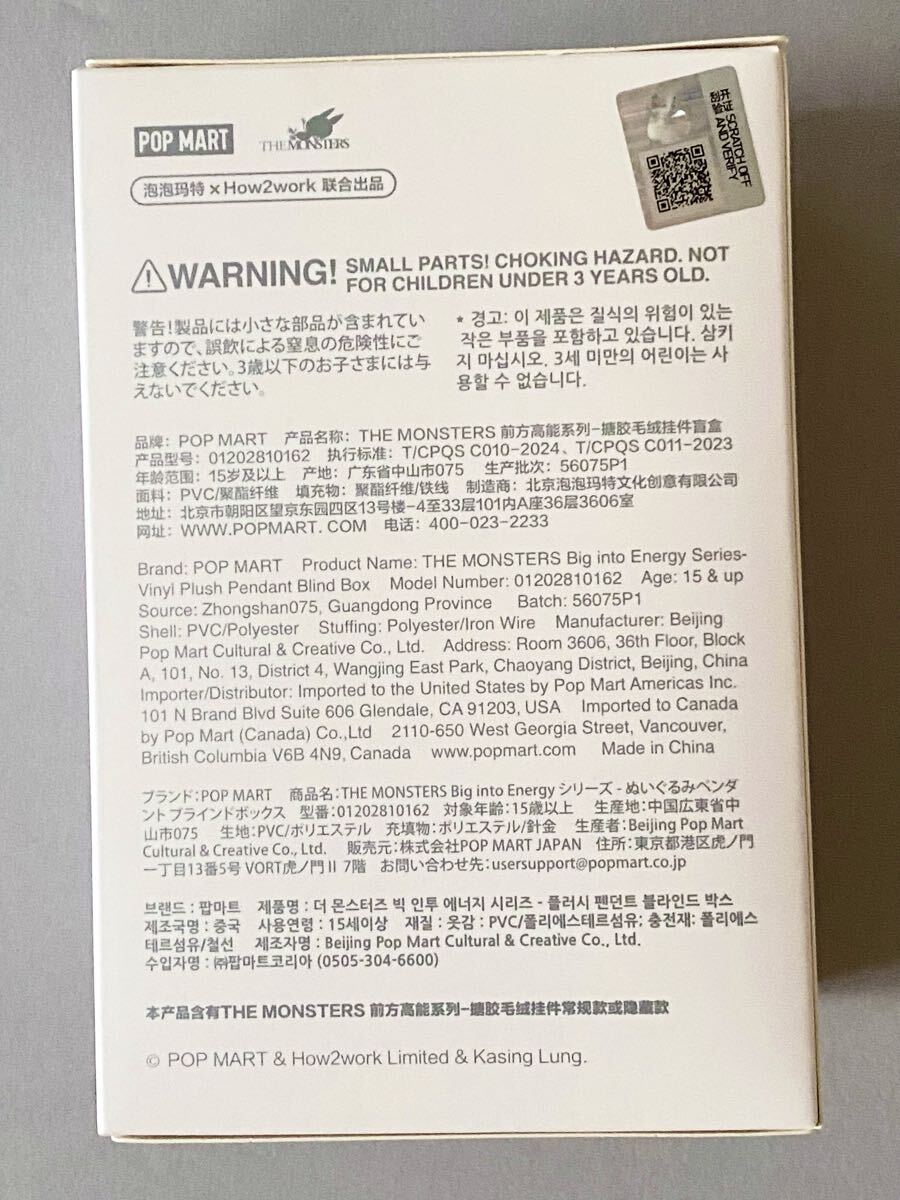 POP MART
THE MONSTERS
刮开验证 SCRATCH OFF AND VERIFY
泡泡玛特 × How2work 联合出品
WARNING! SMALL PARTS! CHOKING HAZARD. NOT
FOR CHILDREN UNDER 3 YEARS OLD.
警告!製品には小さな部品が含まれてい
ますので、誤飲による窒息の危険性にご
注意ください。3歳以下のお子さまには与
えないでください。
* 경고: 이 제품은 질식의 위험이 있는
작은 부품을 포함하고 있습니다. 삼키
지 마십시오. 3세 미만의 어린이는 사
용할 수 없습니다.
品牌: POP MART 产品名称: THE MONSTERS 前方高能系列-搪胶毛绒挂件盲盒
产品型号: 01202810162 执行标准: T/CPQS C010-2024、T/CPQS C011-2023
年龄范围: 15岁及以上 产地: 广东省中山市075 生产批次: 56075P1
面料: PVC/聚酯纤维 填充物: 聚酯纤维/铁线 制造商: 北京泡泡玛特文化创意有限公司
地址: 北京市朝阳区望京东园四区13号楼-4至33层101内A座36层3606室
网址: WWW.POPMART. COM 电话: 400-023-2233
Brand: POP MART Product Name: THE MONSTERS Big into Energy Series-
Vinyl Plush Pendant Blind Box Model Number: 01202810162 Age: 15 & up
Source: Zhongshan075, Guangdong Province Batch: 56075P1
Shell: PVC/Polyester Stuffing: Polyester/Iron Wire Manufacturer: Beijing
Pop Mart Cultural & Creative Co., Ltd. Address: Room 3606, 36th Floor, Block
A, 101, No. 13, District 4, Wangjing East Park, Chaoyang District, Beijing, China
Importer/Distributor: Imported to the United States by Pop Mart Americas Inc.
101 N Brand Blvd Suite 606 Glendale, CA 91203, USA Imported to Canada
by Pop Mart (Canada) Co.,Ltd 2110-650 West Georgia Street, Vancouver,
British Columbia V6B 4N9, Canada www.popmart.com Made in China
ブランド:POP MART 商品名:THE MONSTERS Big into Energy シリーズ - ぬいぐるみペンダ
ント ブラインドボックス 型番:01202810162 対象年齢:15歳以上 生産地:中国広東省中
山市075 生地:PVC/ポリエステル 充填物:ポリエステル/針金 生産者:Beijing Pop Mart
Cultural & Creative Co., Ltd. 販売元:株式会社POP MART JAPAN 住所:東京都港区虎ノ門
一丁目13番5号 VORT虎ノ門Ⅱ 7階 お問い合わせ先:usersupport@popmart.co.jp
브랜드 : 팝마트 제품명 : 더 몬스터즈 빅 인투 에너지 시리즈 - 플러시 펜던트 블라인드 박스
제조국명 : 중국 사용연령 : 15세이상 재질 : 옷감 : PVC/폴리에스테르섬유; 충전재: 폴리에스
테르섬유/철선 제조자명 : Beijing Pop Mart Cultural & Creative Co., Ltd.
수입자명 : ㈜팝마트코리아 (0505-304-6600)
本产品含有THE MONSTERS 前方高能系列-搪胶毛绒挂件常规款或隐藏款
© POP MART & How2work Limited & Kasing Lung.